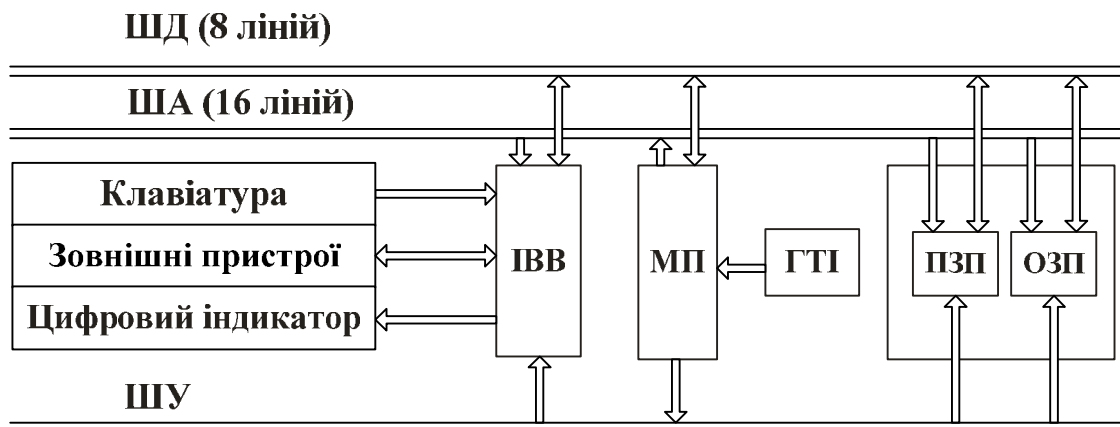 ШД (8 ліній)
ША (16 ліній)
Клавіатура
Зовнішні пристрої
Цифровий індикатор
ІВВ
МП
ГТІ
ПЗП
ОЗП
ШУ